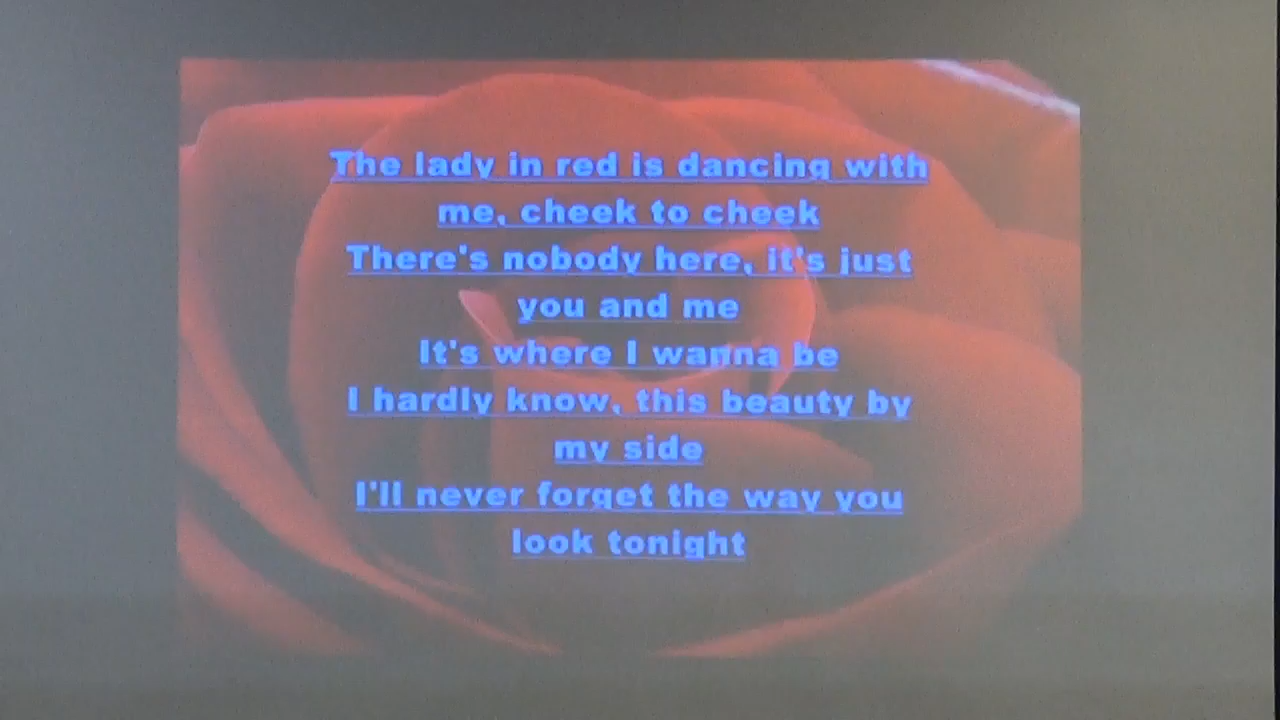 The lady in red is dancing with
me, cheek to cheek
There's nobody here, it's just
you and me
It's where I wanna be
I hardly know, this beauty by
my side
I'll never forget the way you
look tonight